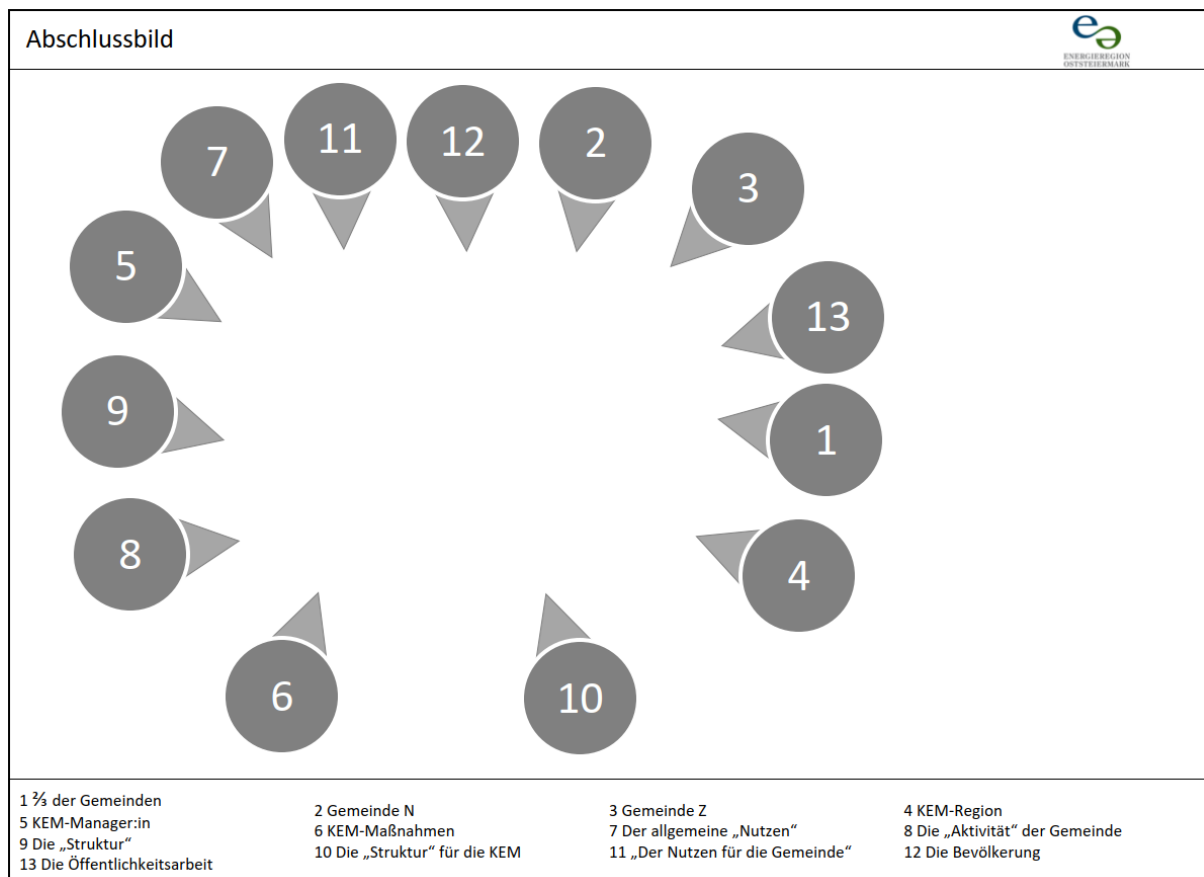 Abschlussbild
ENERGIEREGION
OSTSTEIERMARK
11
12
2
7
3
5
13
9
1
8
4
6
10
1 ⅔ der Gemeinden
2 Gemeinde N
3 Gemeinde Z
4 KEM-Region
5 KEM-Manager:in
6 KEM-Maßnahmen
7 Der allgemeine „Nutzen“
8 Die „Aktivität“ der Gemeinde
9 Die „Struktur“
10 Die „Struktur“ für die KEM
11 „Der Nutzen für die Gemeinde“
12 Die Bevölkerung
13 Die Öffentlichkeitsarbeit